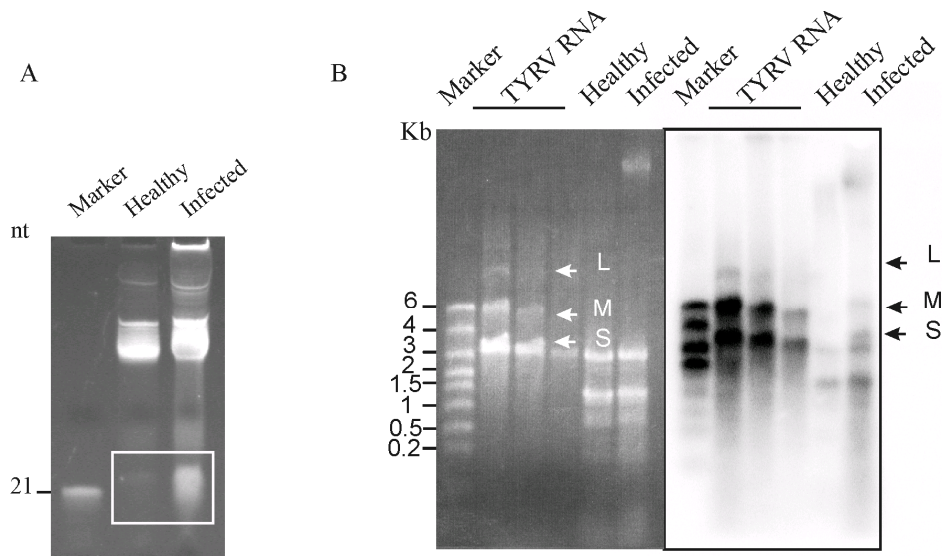 A
nt
Marker
Healthy
Infected
21
B
Kb
Marker
TYRV RNA
Healthy
Infected
6
4
3
2
1.5
1
0.5
0.2
L
M
S
Marker
TYRV RNA
Healthy
Infected
L
M
S